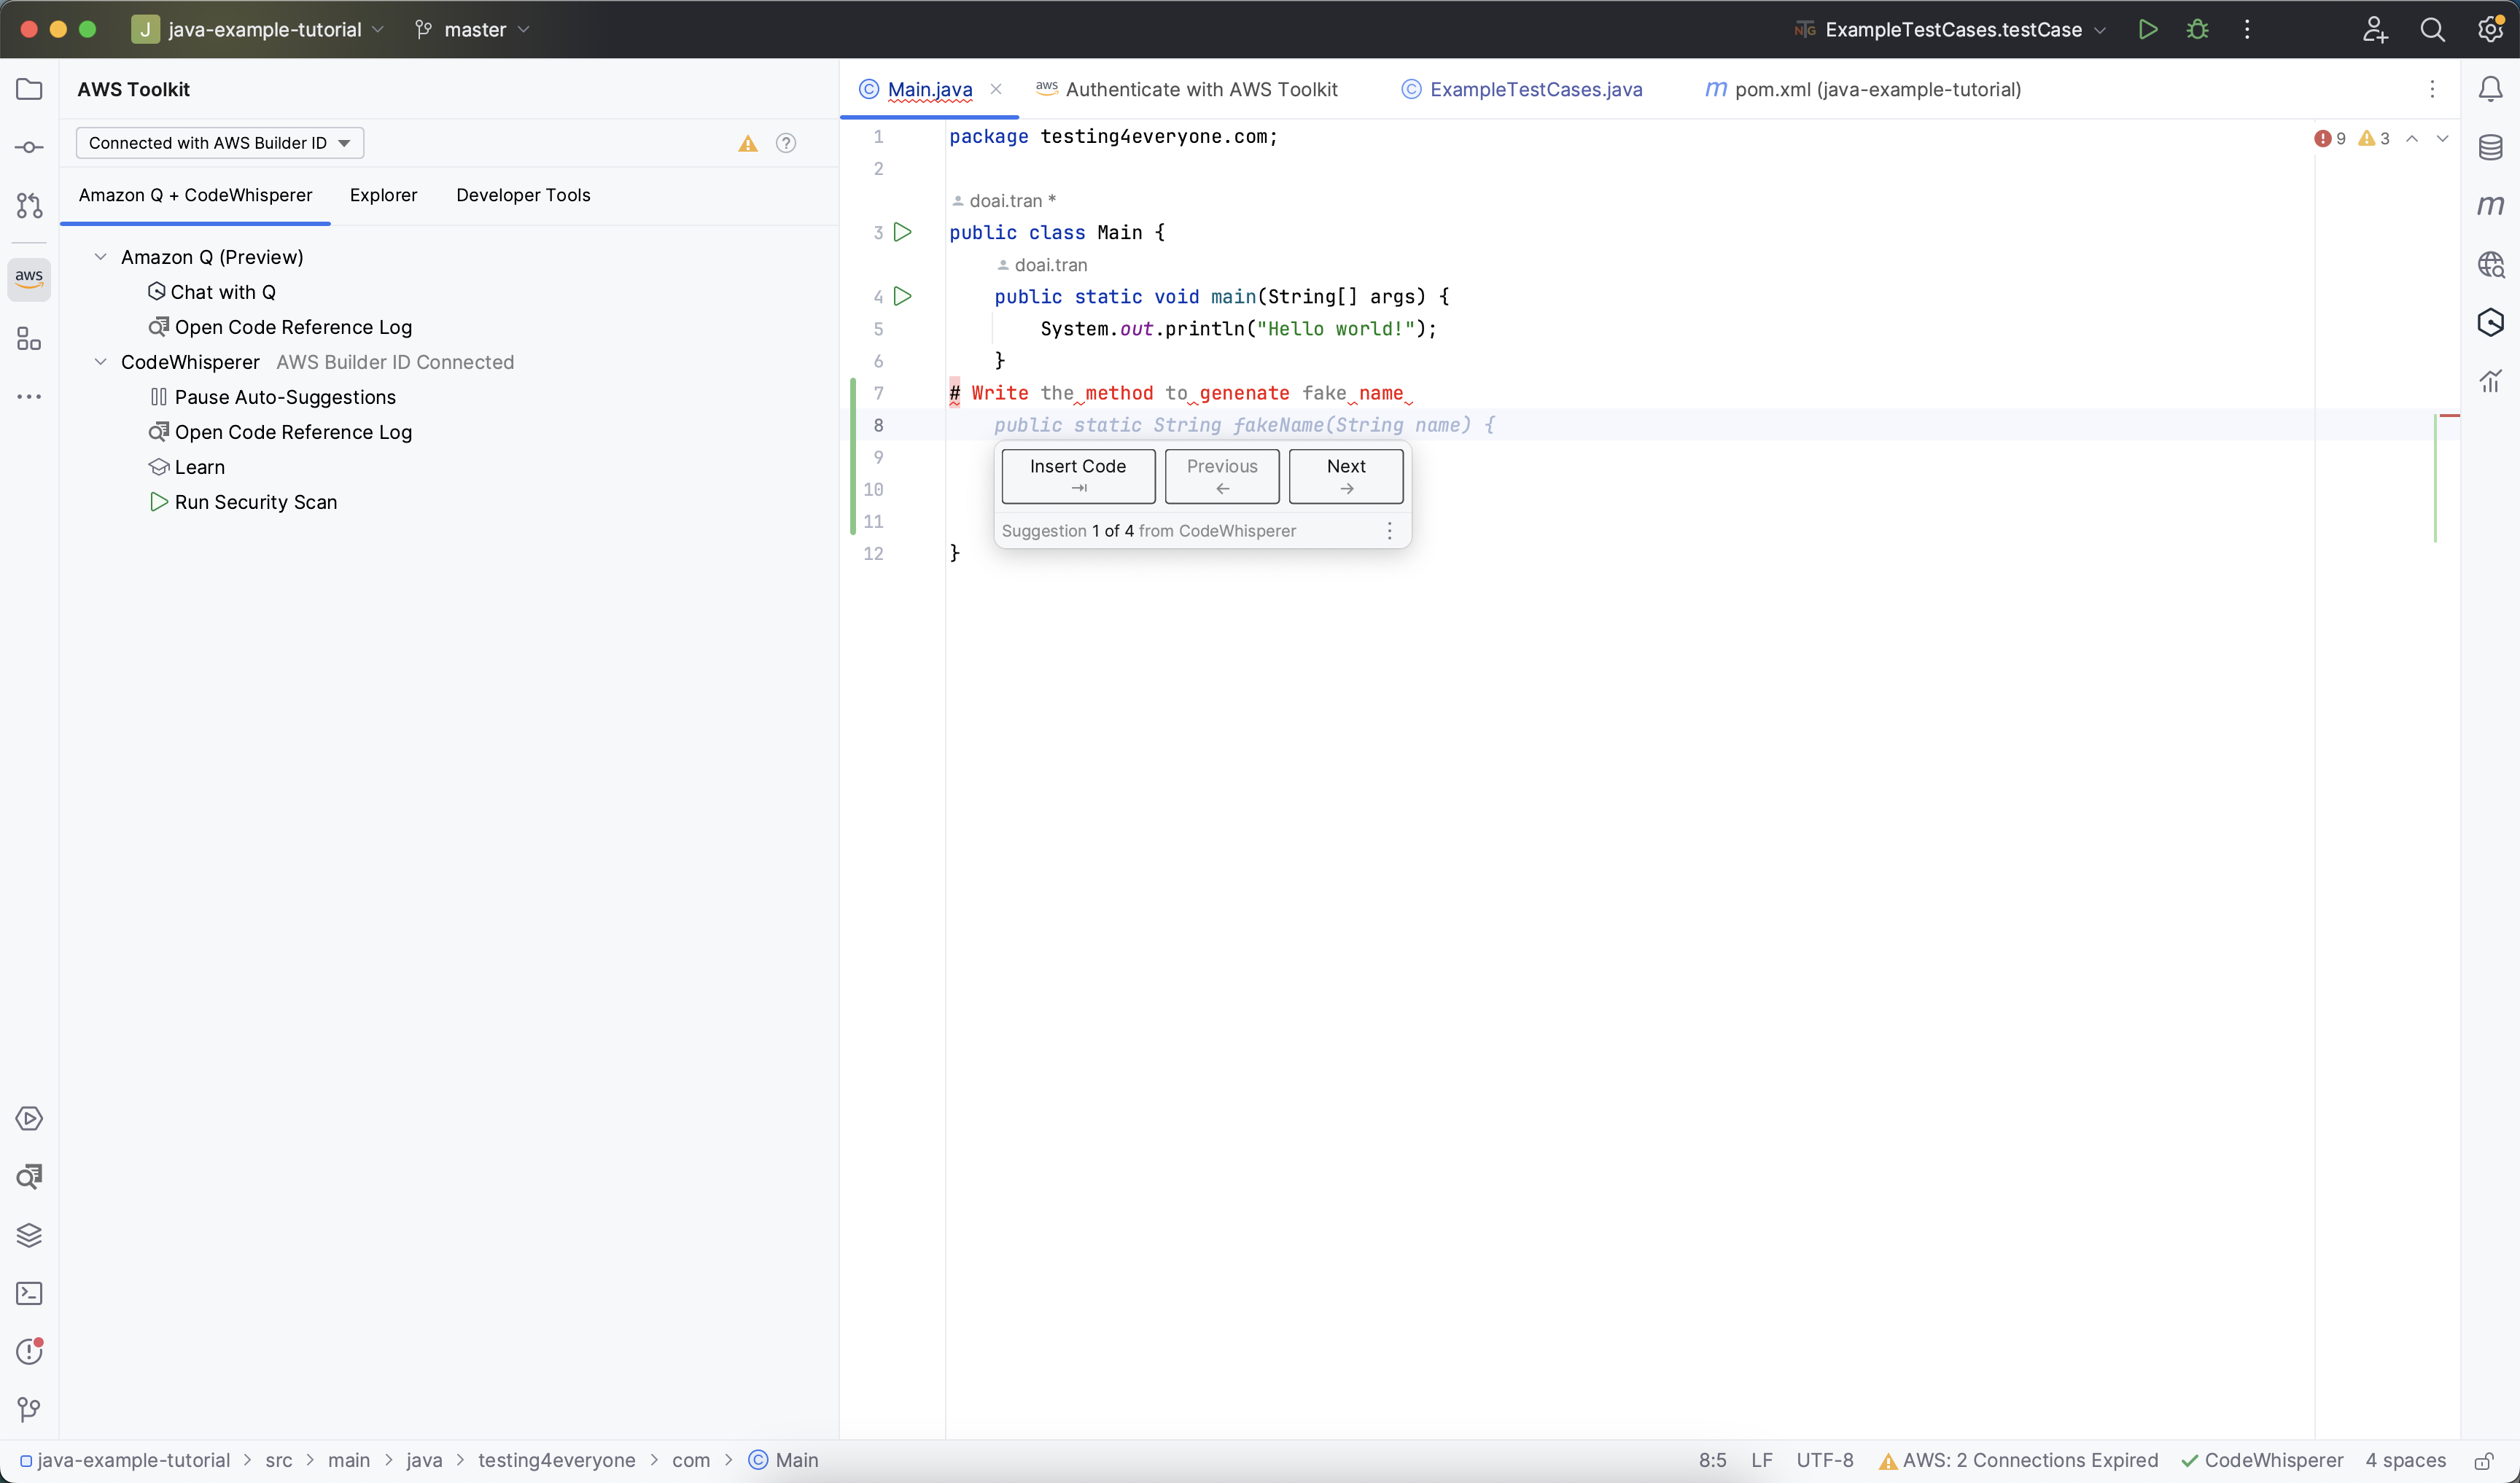 J java-example-tutorial master ExampleTestCases.testCase
AWS Toolkit
Connected with AWS Builder ID
Amazon Q + CodeWhisperer Explorer Developer Tools
Amazon Q (Preview)
Chat with Q
Open Code Reference Log
CodeWhisperer AWS Builder ID Connected
Pause Auto-Suggestions
Open Code Reference Log
Learn
Run Security Scan
aws
Main.java aws Authenticate with AWS Toolkit ExampleTestCases.java m pom.xml (java-example-tutorial)
1 package testing4everyone.com; 9 3
2
doai.tran *
3 public class Main {
doai.tran
4 public static void main(String[] args) {
5 System.out.println("Hello world!");
6 }
7 # Write the method to genenate fake name
8 public static String fakeName(String name) {
9
10
11
12 }
Insert Code Previous Next
Suggestion 1 of 4 from CodeWhisperer
m
java-example-tutorial > src > main > java > testing4everyone > com > Main
8:5 LF UTF-8 AWS: 2 Connections Expired CodeWhisperer 4 spaces